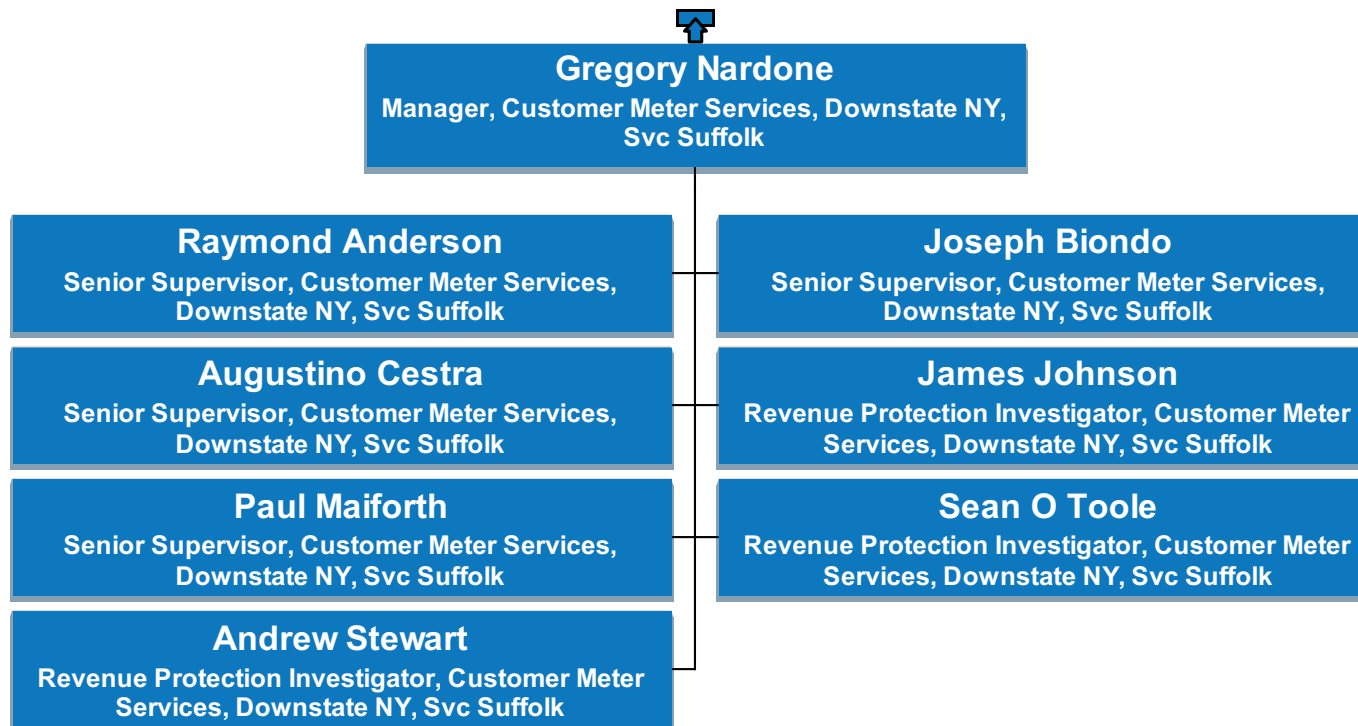 Gregory Nardone
Manager, Customer Meter Services, Downstate NY,
Svc Suffolk
Raymond Anderson
Senior Supervisor, Customer Meter Services,
Downstate NY, Svc Suffolk
Joseph Biondo
Senior Supervisor, Customer Meter Services,
Downstate NY, Svc Suffolk
Augustino Cestra
Senior Supervisor, Customer Meter Services,
Downstate NY, Svc Suffolk
James Johnson
Revenue Protection Investigator, Customer Meter
Services, Downstate NY, Svc Suffolk
Paul Maiforth
Senior Supervisor, Customer Meter Services,
Downstate NY, Svc Suffolk
Sean O Toole
Revenue Protection Investigator, Customer Meter
Services, Downstate NY, Svc Suffolk
Andrew Stewart
Revenue Protection Investigator, Customer Meter
Services, Downstate NY, Svc Suffolk